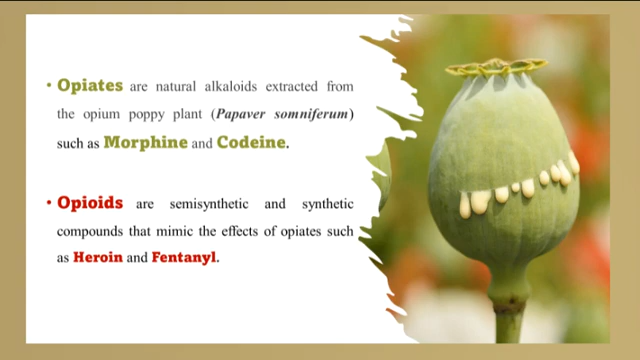 • Opiates are natural alkaloids extracted from
the opium poppy plant (Papaver somniferum)
such as Morphine and Codeine.
• Opioids are semisynthetic and synthetic
compounds that mimic the effects of opiates such
as Heroin and Fentanyl.